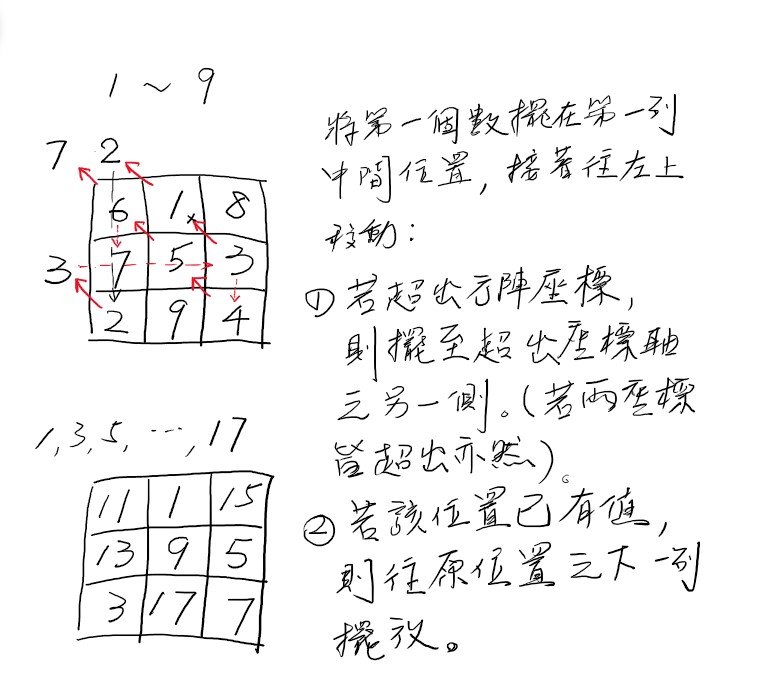 1 ~ 9
7 2
6 1 8
3 7 5 3
2 9 4
1, 3, 5, ..., 17
11 1 15
13 9 5
3 17 7
將第一個數擺在第一列
中間位置，接著往左上
移動：
① 若超出方陣座標，
則擺至超出座標軸
之另一側。（若兩座標
皆超出亦然）。
② 若該位置已有值，
則往原位置之下一列
擺放。